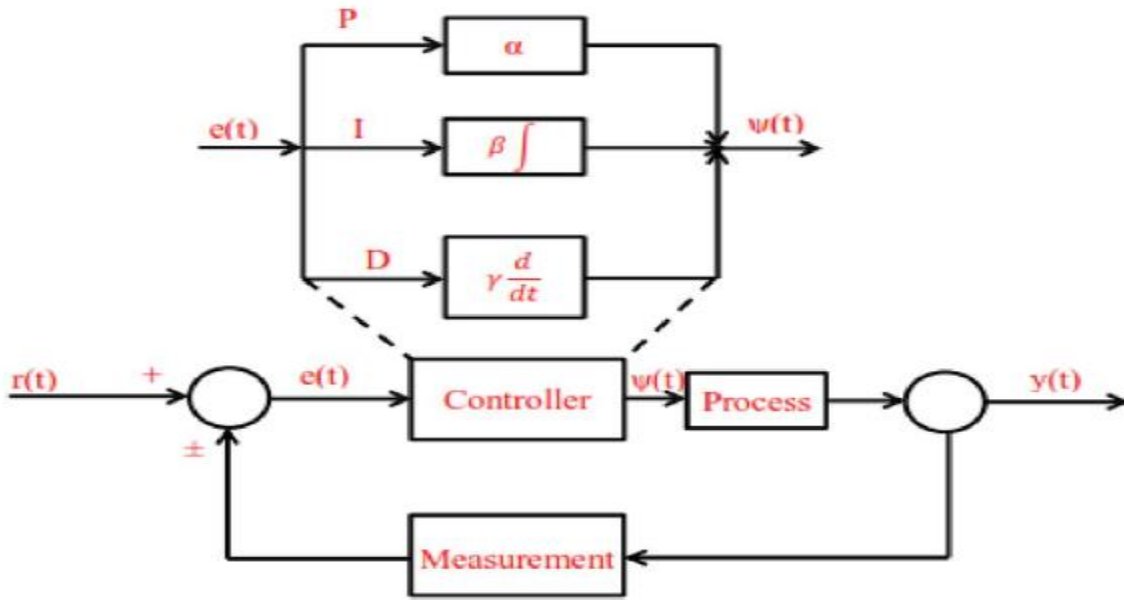 P
α
e(t)
I
β ∫
ψ(t)
D
γ d/dt
r(t)
+
e(t)
Controller
ψ(t)
Process
y(t)
±
Measurement